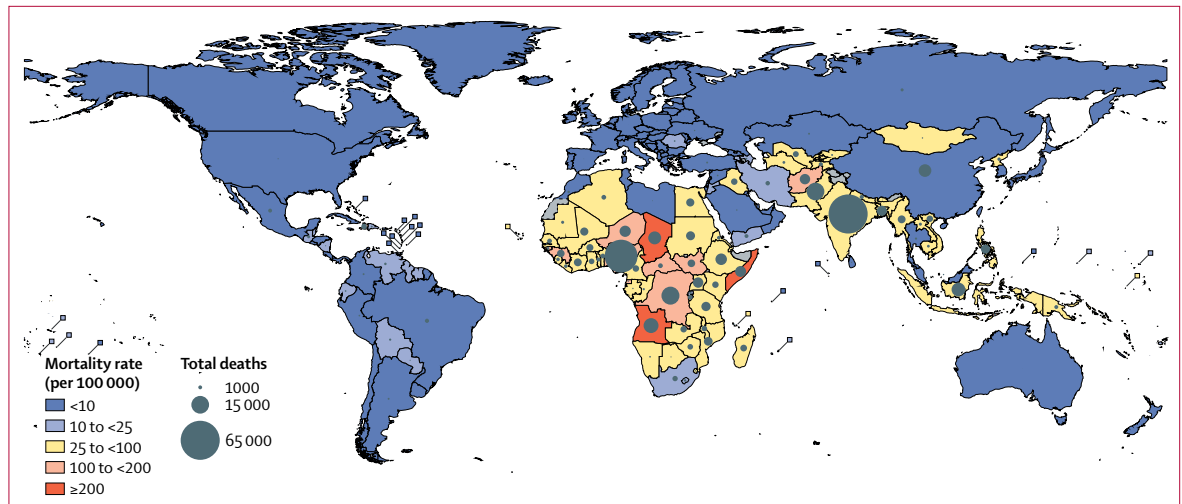 Mortality rate
(per 100 000)
<10
10 to <25
25 to <100
100 to <200
≥200
Total deaths
1000
15 000
65 000